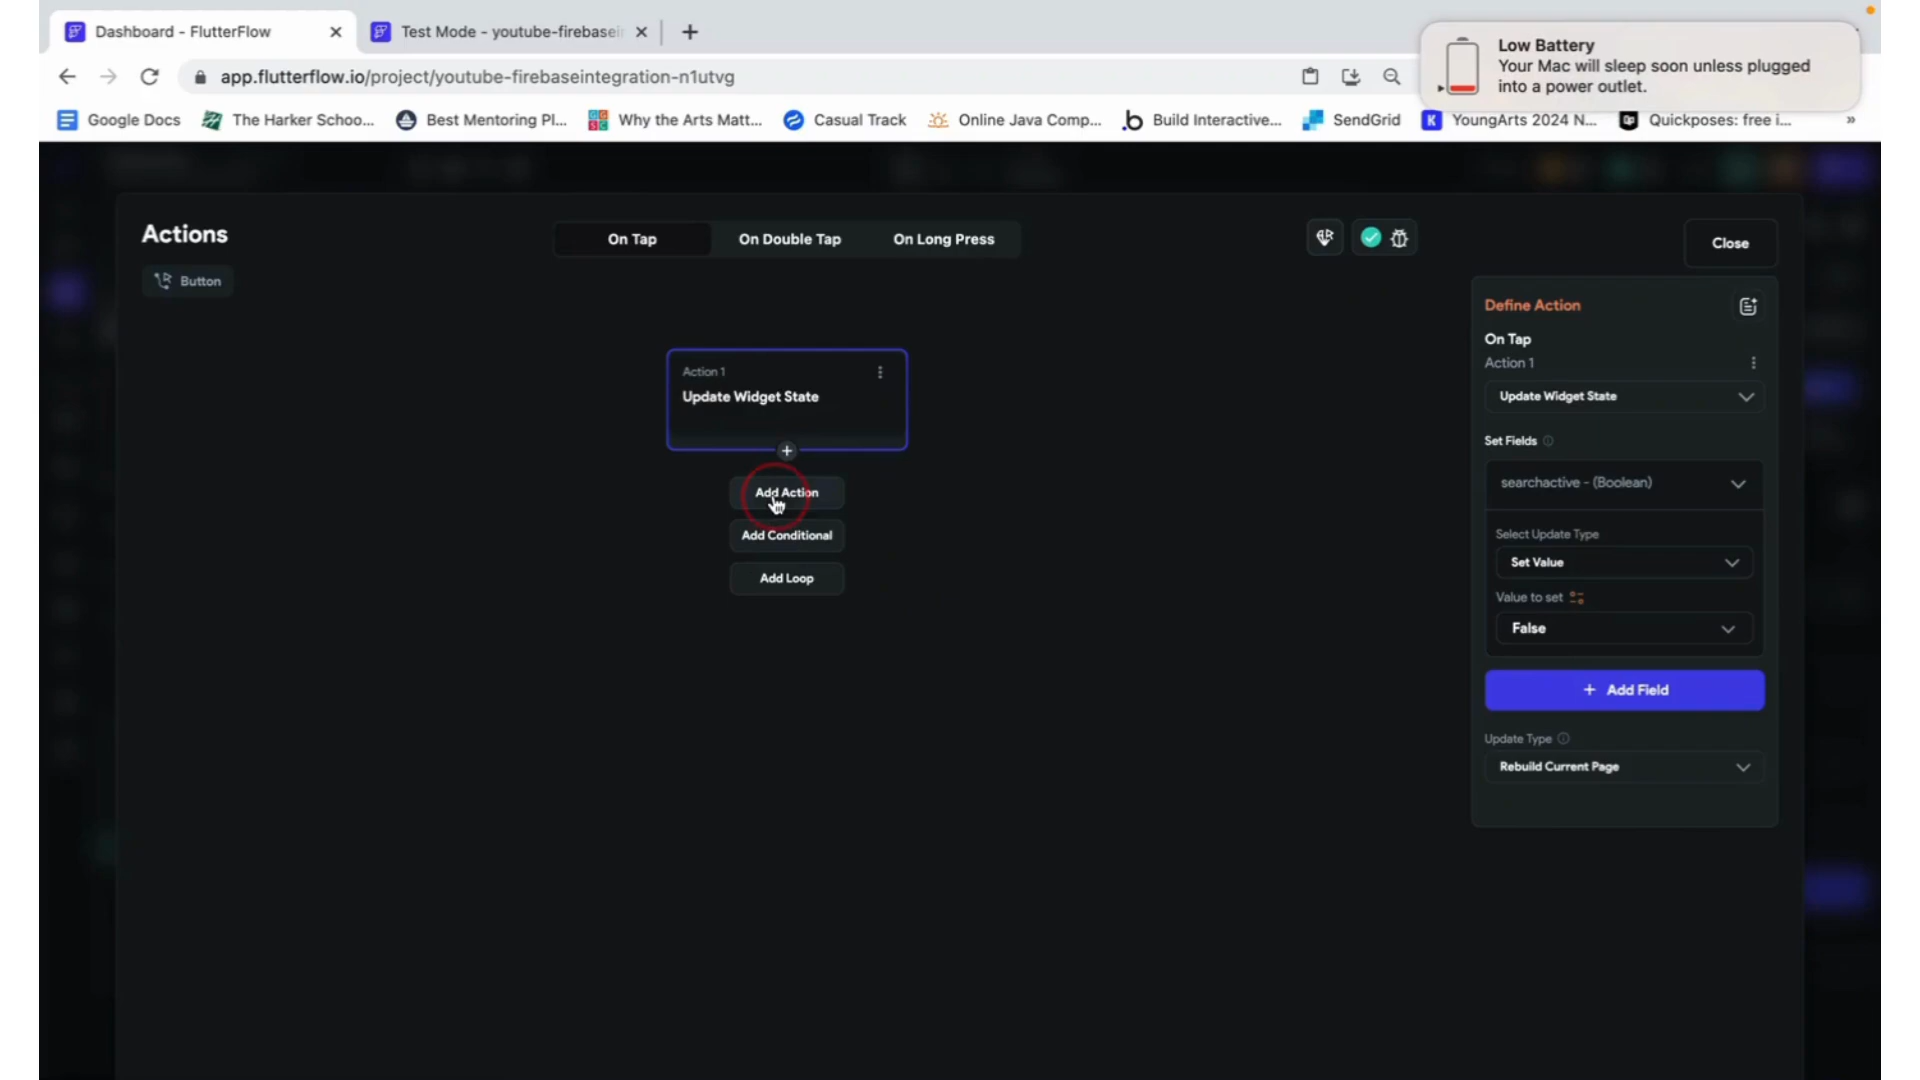 Dashboard - FlutterFlow
Test Mode - youtube-firebasein
Low Battery
Your Mac will sleep soon unless plugged
into a power outlet.
app.flutterflow.io/project/youtube-firebaseintegration-n1utvg
Google Docs
The Harker Schoo...
Best Mentoring Pl...
Why the Arts Matt...
Casual Track
Online Java Comp...
Build Interactive...
SendGrid
YoungArts 2024 N...
Quickposes: free i...
Actions
On Tap
On Double Tap
On Long Press
Close
Button
Define Action
On Tap
Action 1
Update Widget State
Set Fields
searchactive - (Boolean)
Select Update Type
Set Value
Value to set
False
+ Add Field
Update Type
Rebuild Current Page
Action 1
Update Widget State
Add Action
Add Conditional
Add Loop